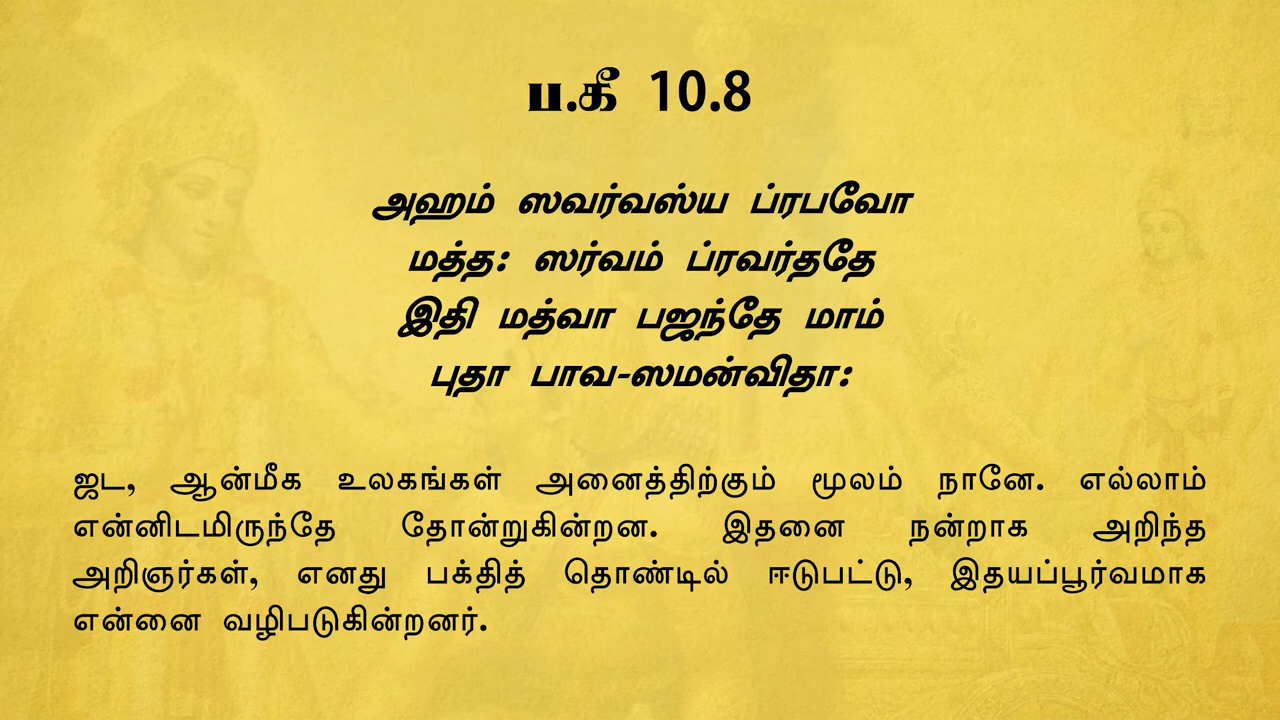 ப.கீ 10.8
அஹம் ஸவர்வஸ்ய ப்ரபவோ
மத்த: ஸர்வம் ப்ரவர்ததே
இதி மத்வா பஜந்தே மாம்
புதா பாவ-ஸமன்விதா:
ஜட, ஆன்மீக உலகங்கள் அனைத்திற்கும் மூலம் நானே. எல்லாம்
என்னிடமிருந்தே தோன்றுகின்றன. இதனை நன்றாக அறிந்த
அறிஞர்கள், எனது பக்தித் தொண்டில் ஈடுபட்டு, இதயப்பூர்வமாக
என்னை வழிபடுகின்றனர்.